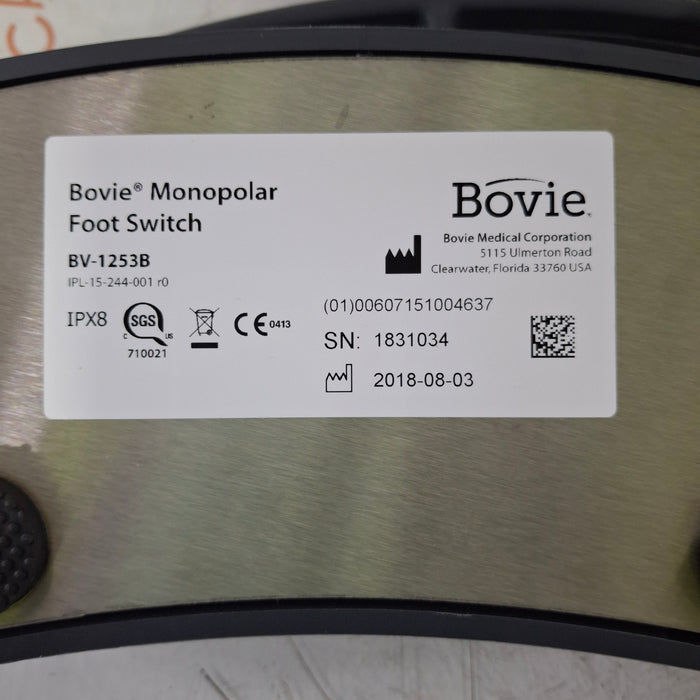 Bovie® Monopolar
Foot Switch
BV-1253B
IPL-15-244-001 r0
IPX8
SGS
C US
710021
CE 0413
Bovie
Bovie Medical Corporation
5115 Ulmerton Road
Clearwater, Florida 33760 USA
(01)00607151004637
SN: 1831034
2018-08-03